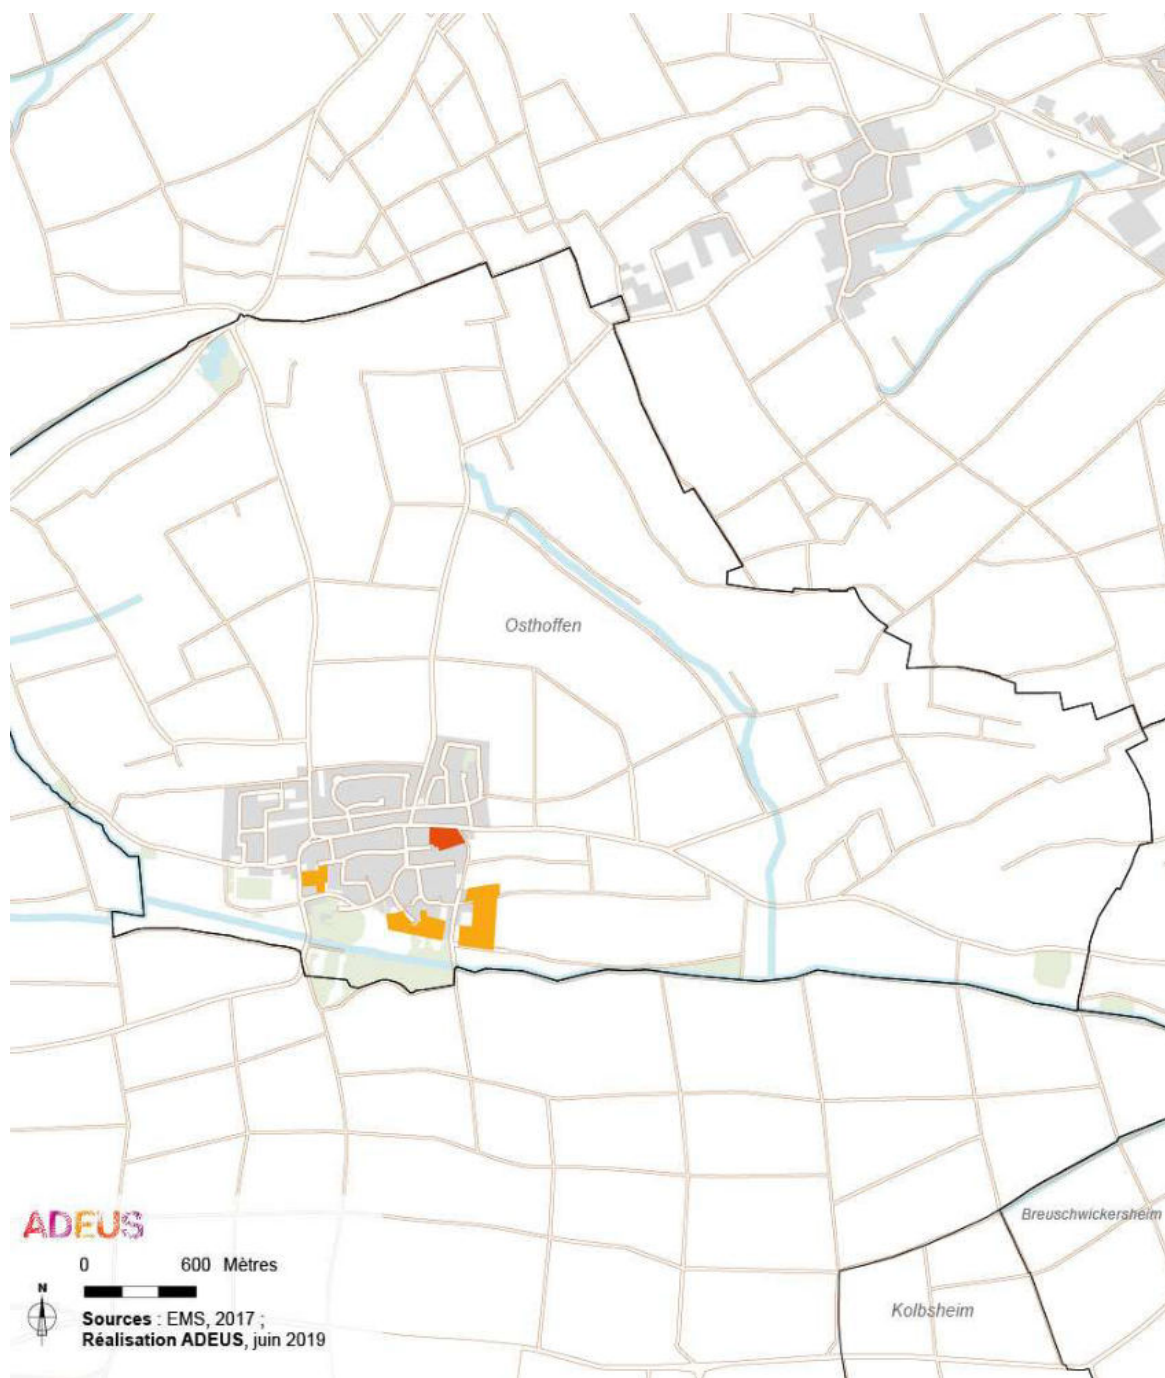 Osthoffen
Breuschwickersheim
ADEUS
0 600 Mètres
Kolbsheim
N
Sources : EMS, 2017 ;
Réalisation ADEUS, juin 2019